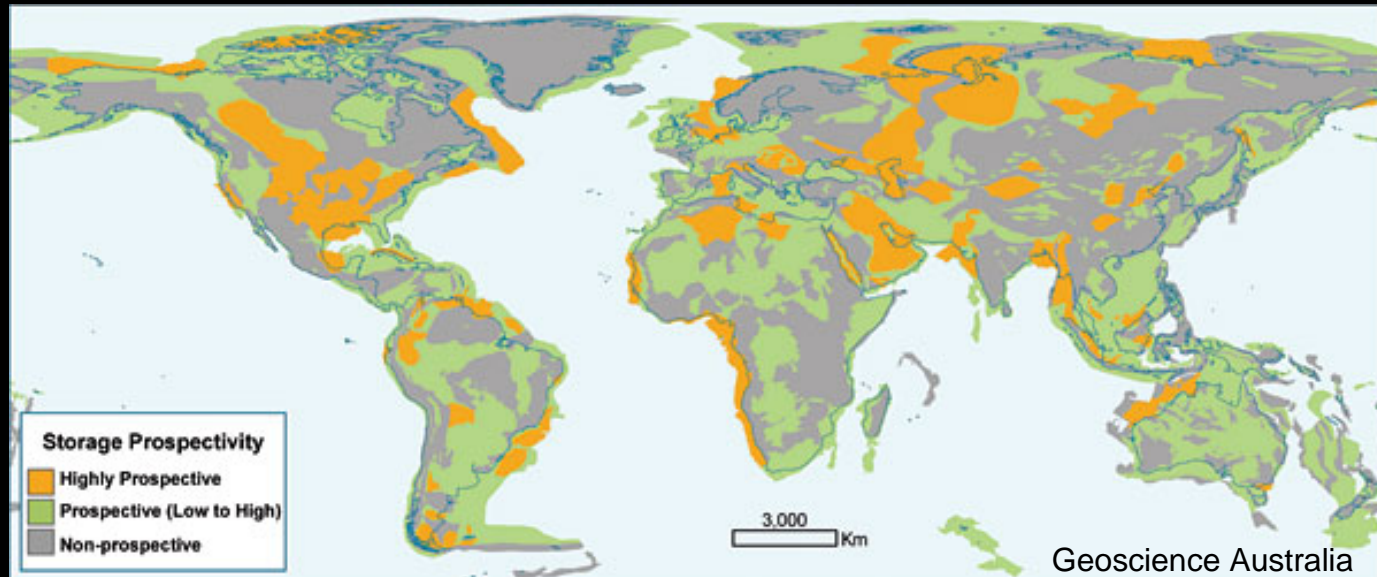 Storage Prospectivity
Highly Prospective
Prospective (Low to High)
Non-prospective
3,000
Km
Geoscience Australia